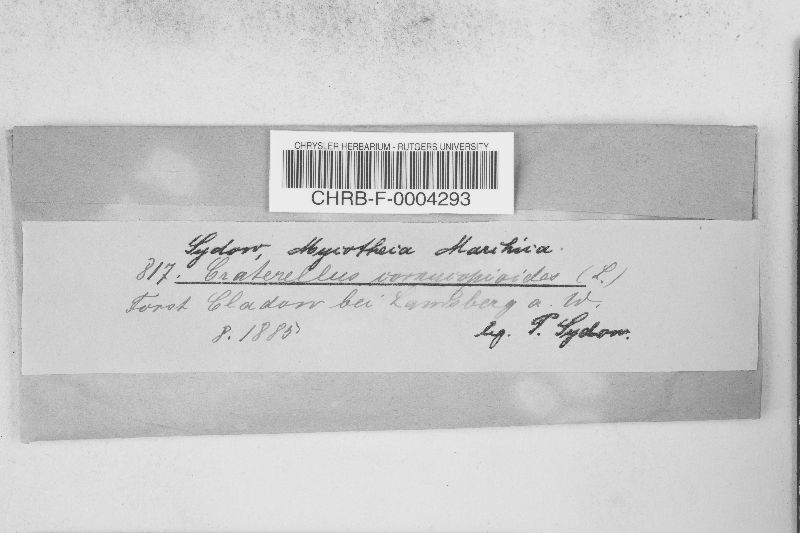 CHRYSLER HERBARIUM - RUTGERS UNIVERSITY
CHRB-F-0004293
Sydow, Mycotheca Marchica.
817. Craterellus cornucopioides (L.)
Forst Cladow bei Landsberg a. W.
8. 1885 leg. P. Sydow.